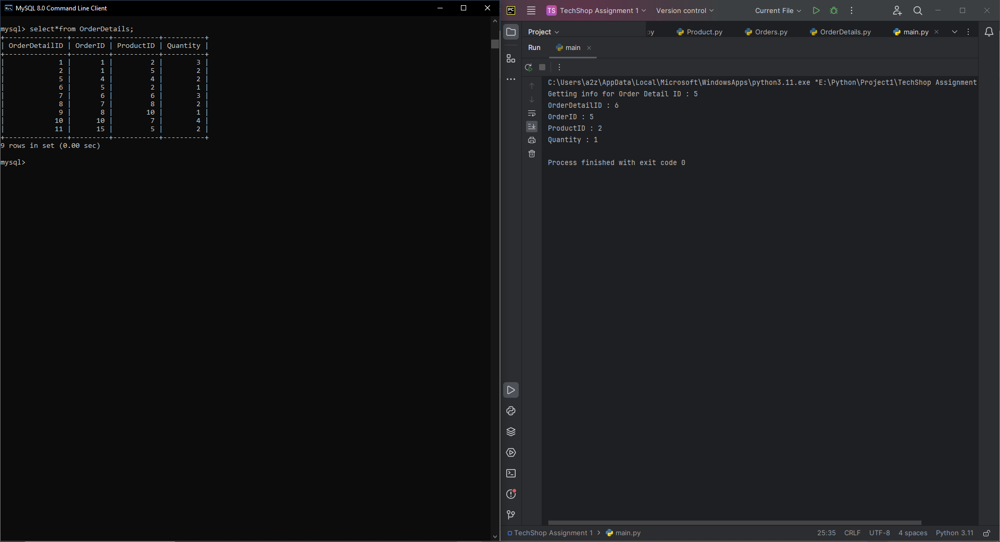 MySQL 8.0 Command Line Client
mysql> select*from OrderDetails;
+---------------+---------+-----------+----------+
| OrderDetailID | OrderID | ProductID | Quantity |
+---------------+---------+-----------+----------+
|             1 |       1 |         2 |        3 |
|             2 |       1 |         5 |        2 |
|             5 |       4 |         4 |        2 |
|             6 |       5 |         2 |        1 |
|             7 |       6 |         6 |        3 |
|             8 |       7 |         8 |        2 |
|             9 |       8 |        10 |        1 |
|            10 |      10 |         7 |        4 |
|            11 |      15 |         5 |        2 |
+---------------+---------+-----------+----------+
9 rows in set (0.00 sec)
mysql>
PC TS TechShop Assignment 1 Version control Current File
Project py Product.py Orders.py OrderDetails.py main.py
Run main
C:\Users\a2z\AppData\Local\Microsoft\WindowsApps\python3.11.exe "E:\Python\Project1\TechShop Assignment
Getting info for Order Detail ID : 5
OrderDetailID : 6
OrderID : 5
ProductID : 2
Quantity : 1
Process finished with exit code 0
TechShop Assignment 1 > main.py 25:35 CRLF UTF-8 4 spaces Python 3.11